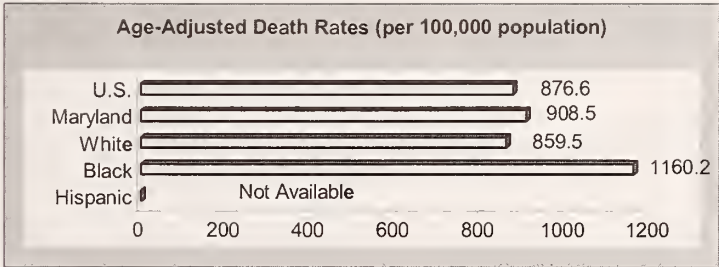 Age-Adjusted Death Rates (per 100,000 population)
U.S. 876.6
Maryland 908.5
White 859.5
Black 1160.2
Hispanic Not Available
0 200 400 600 800 1000 1200